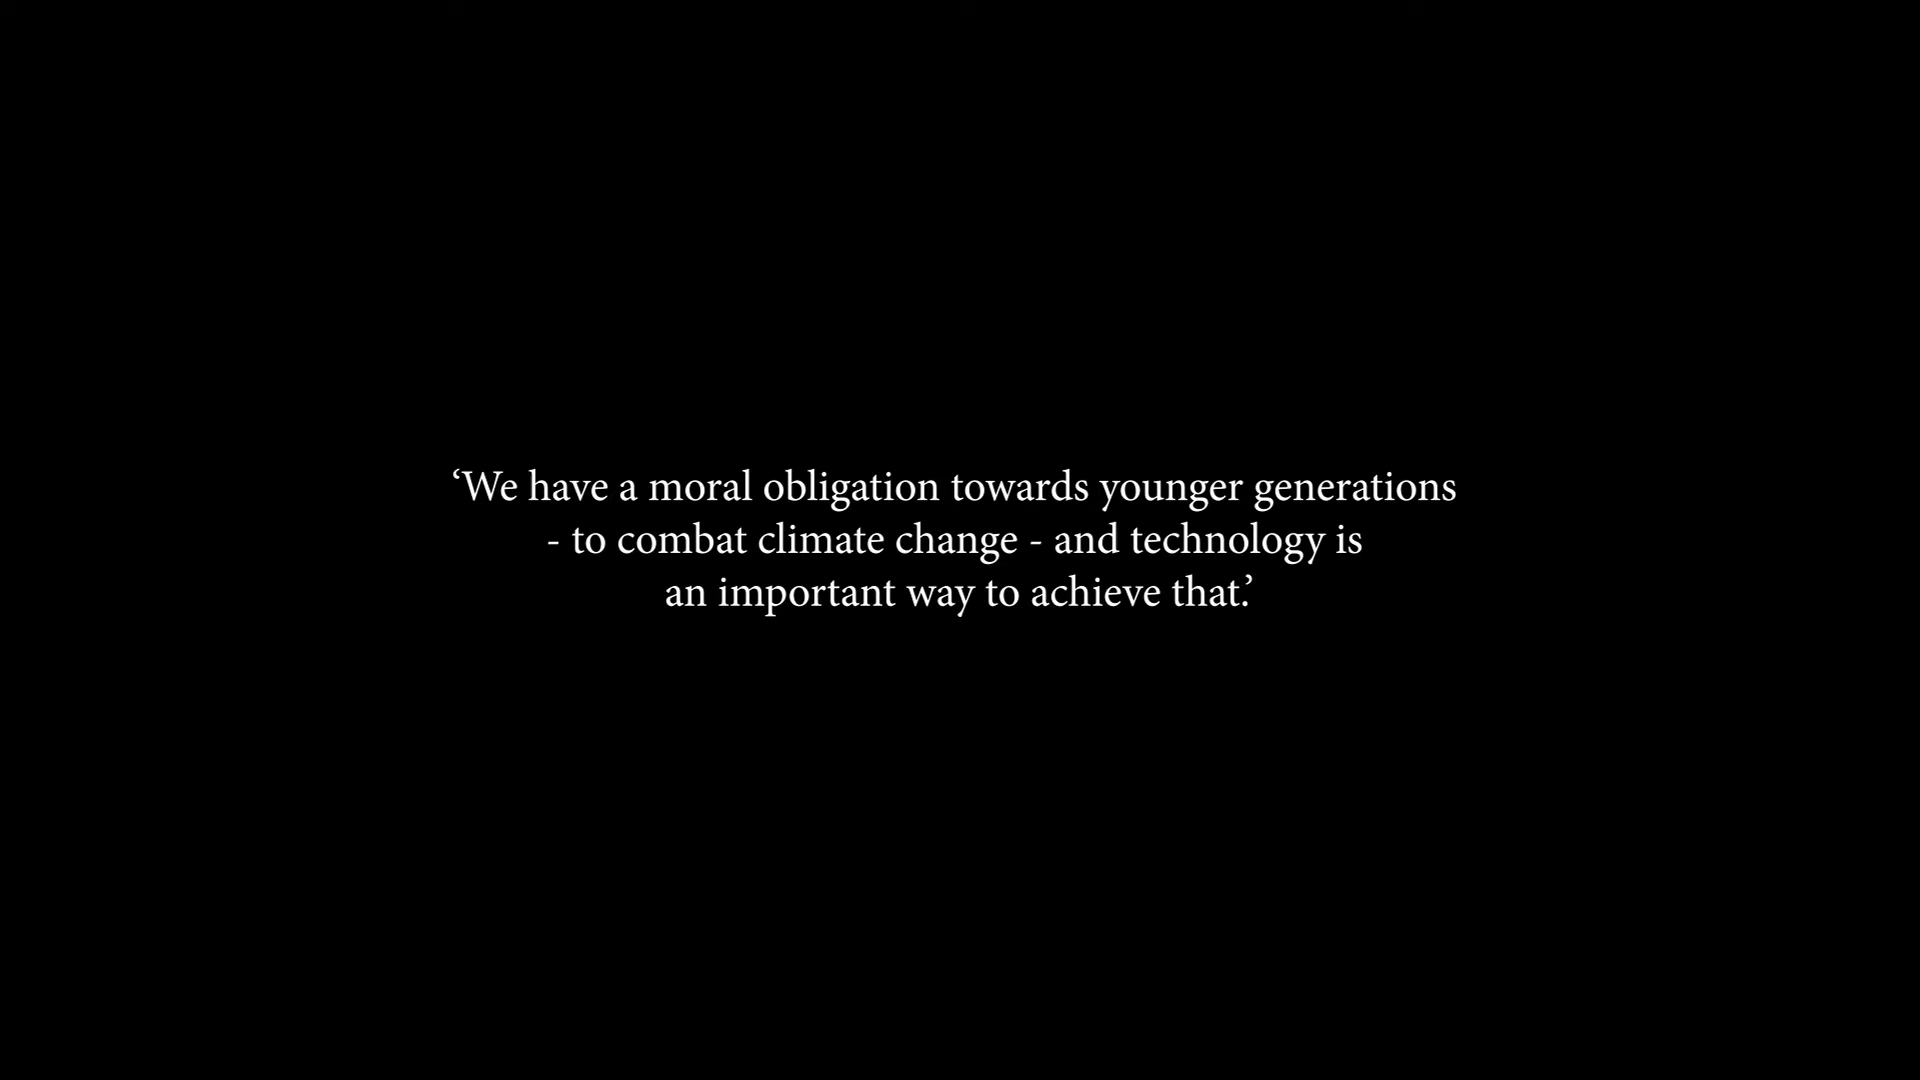 ‘We have a moral obligation towards younger generations
- to combat climate change - and technology is
an important way to achieve that.’